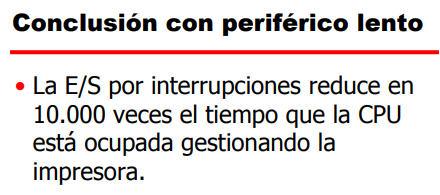 Conclusión con periférico lento
• La E/S por interrupciones reduce en
10.000 veces el tiempo que la CPU
está ocupada gestionando la
impresora.